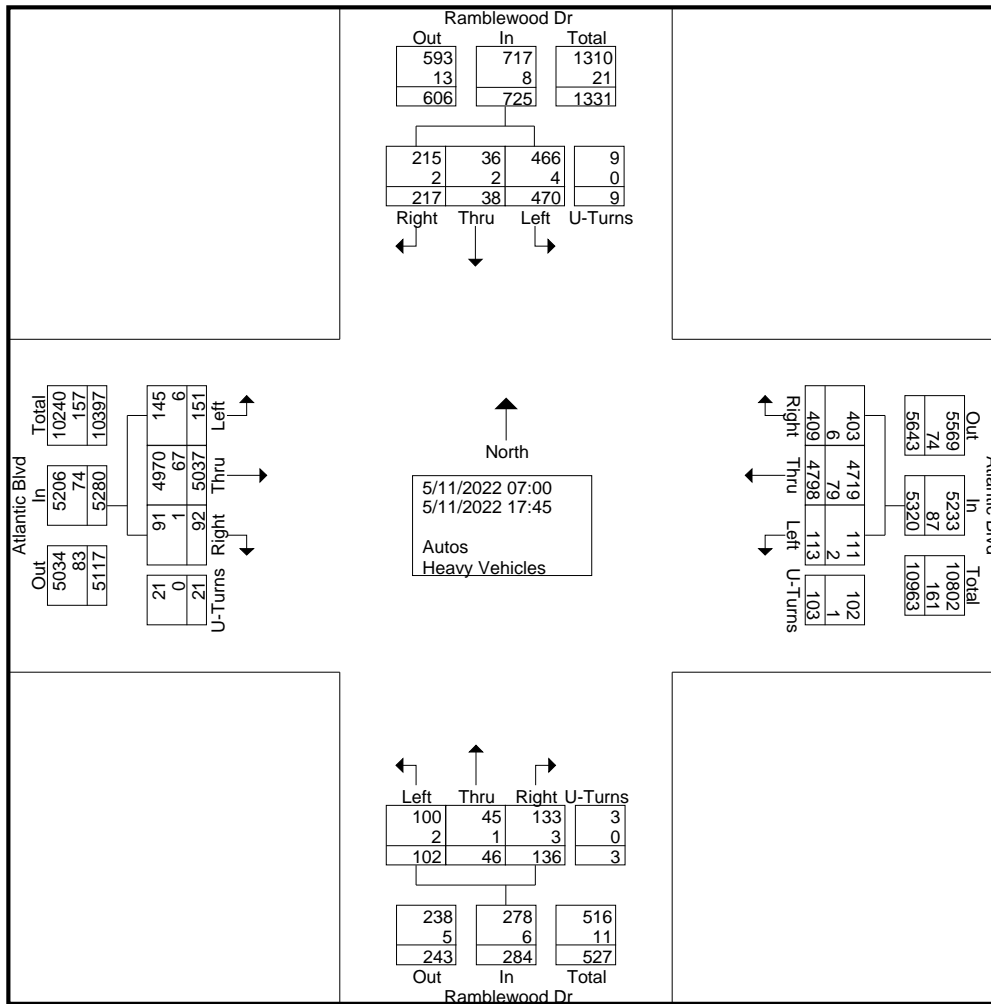 Ramblewood Dr
Out In Total
593 717 1310
13 8 21
606 725 1331
215 36 466 9
2 2 4 0
217 38 470 9
Right Thru Left U-Turns
Atlantic Blvd
Total In Out
10240 5206 5034
157 74 83
10397 5280 5117
145 4970 91 21
6 67 1 0
151 5037 92 21
Left Thru Right U-Turns
North
5/11/2022 07:00
5/11/2022 17:45
Autos
Heavy Vehicles
Right Thru Left U-Turns
409 4798 113 103
6 79 2 1
403 4719 111 102
Out In Total
5643 5320 10963
74 87 161
5569 5233 10802
Atlantic Blvd
Left Thru Right U-Turns
100 45 133 3
2 1 3 0
102 46 136 3
238 278 516
5 6 11
243 284 527
Out In Total
Ramblewood Dr